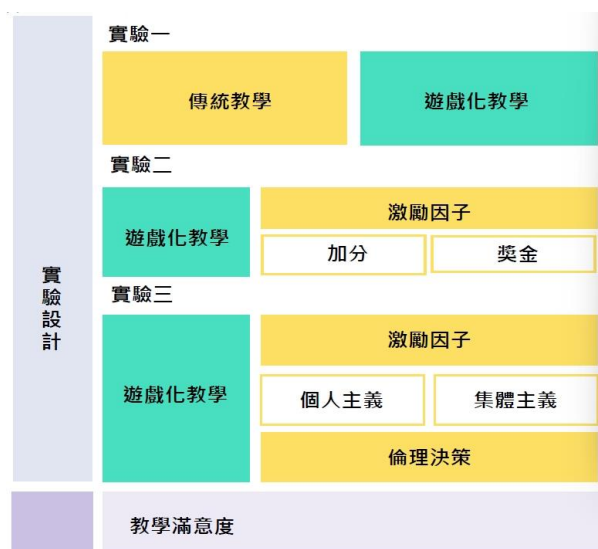 實驗一
傳統教學
遊戲化教學
實驗二
遊戲化教學
激勵因子
加分
獎金
實驗設計
實驗三
遊戲化教學
激勵因子
個人主義
集體主義
倫理決策
教學滿意度